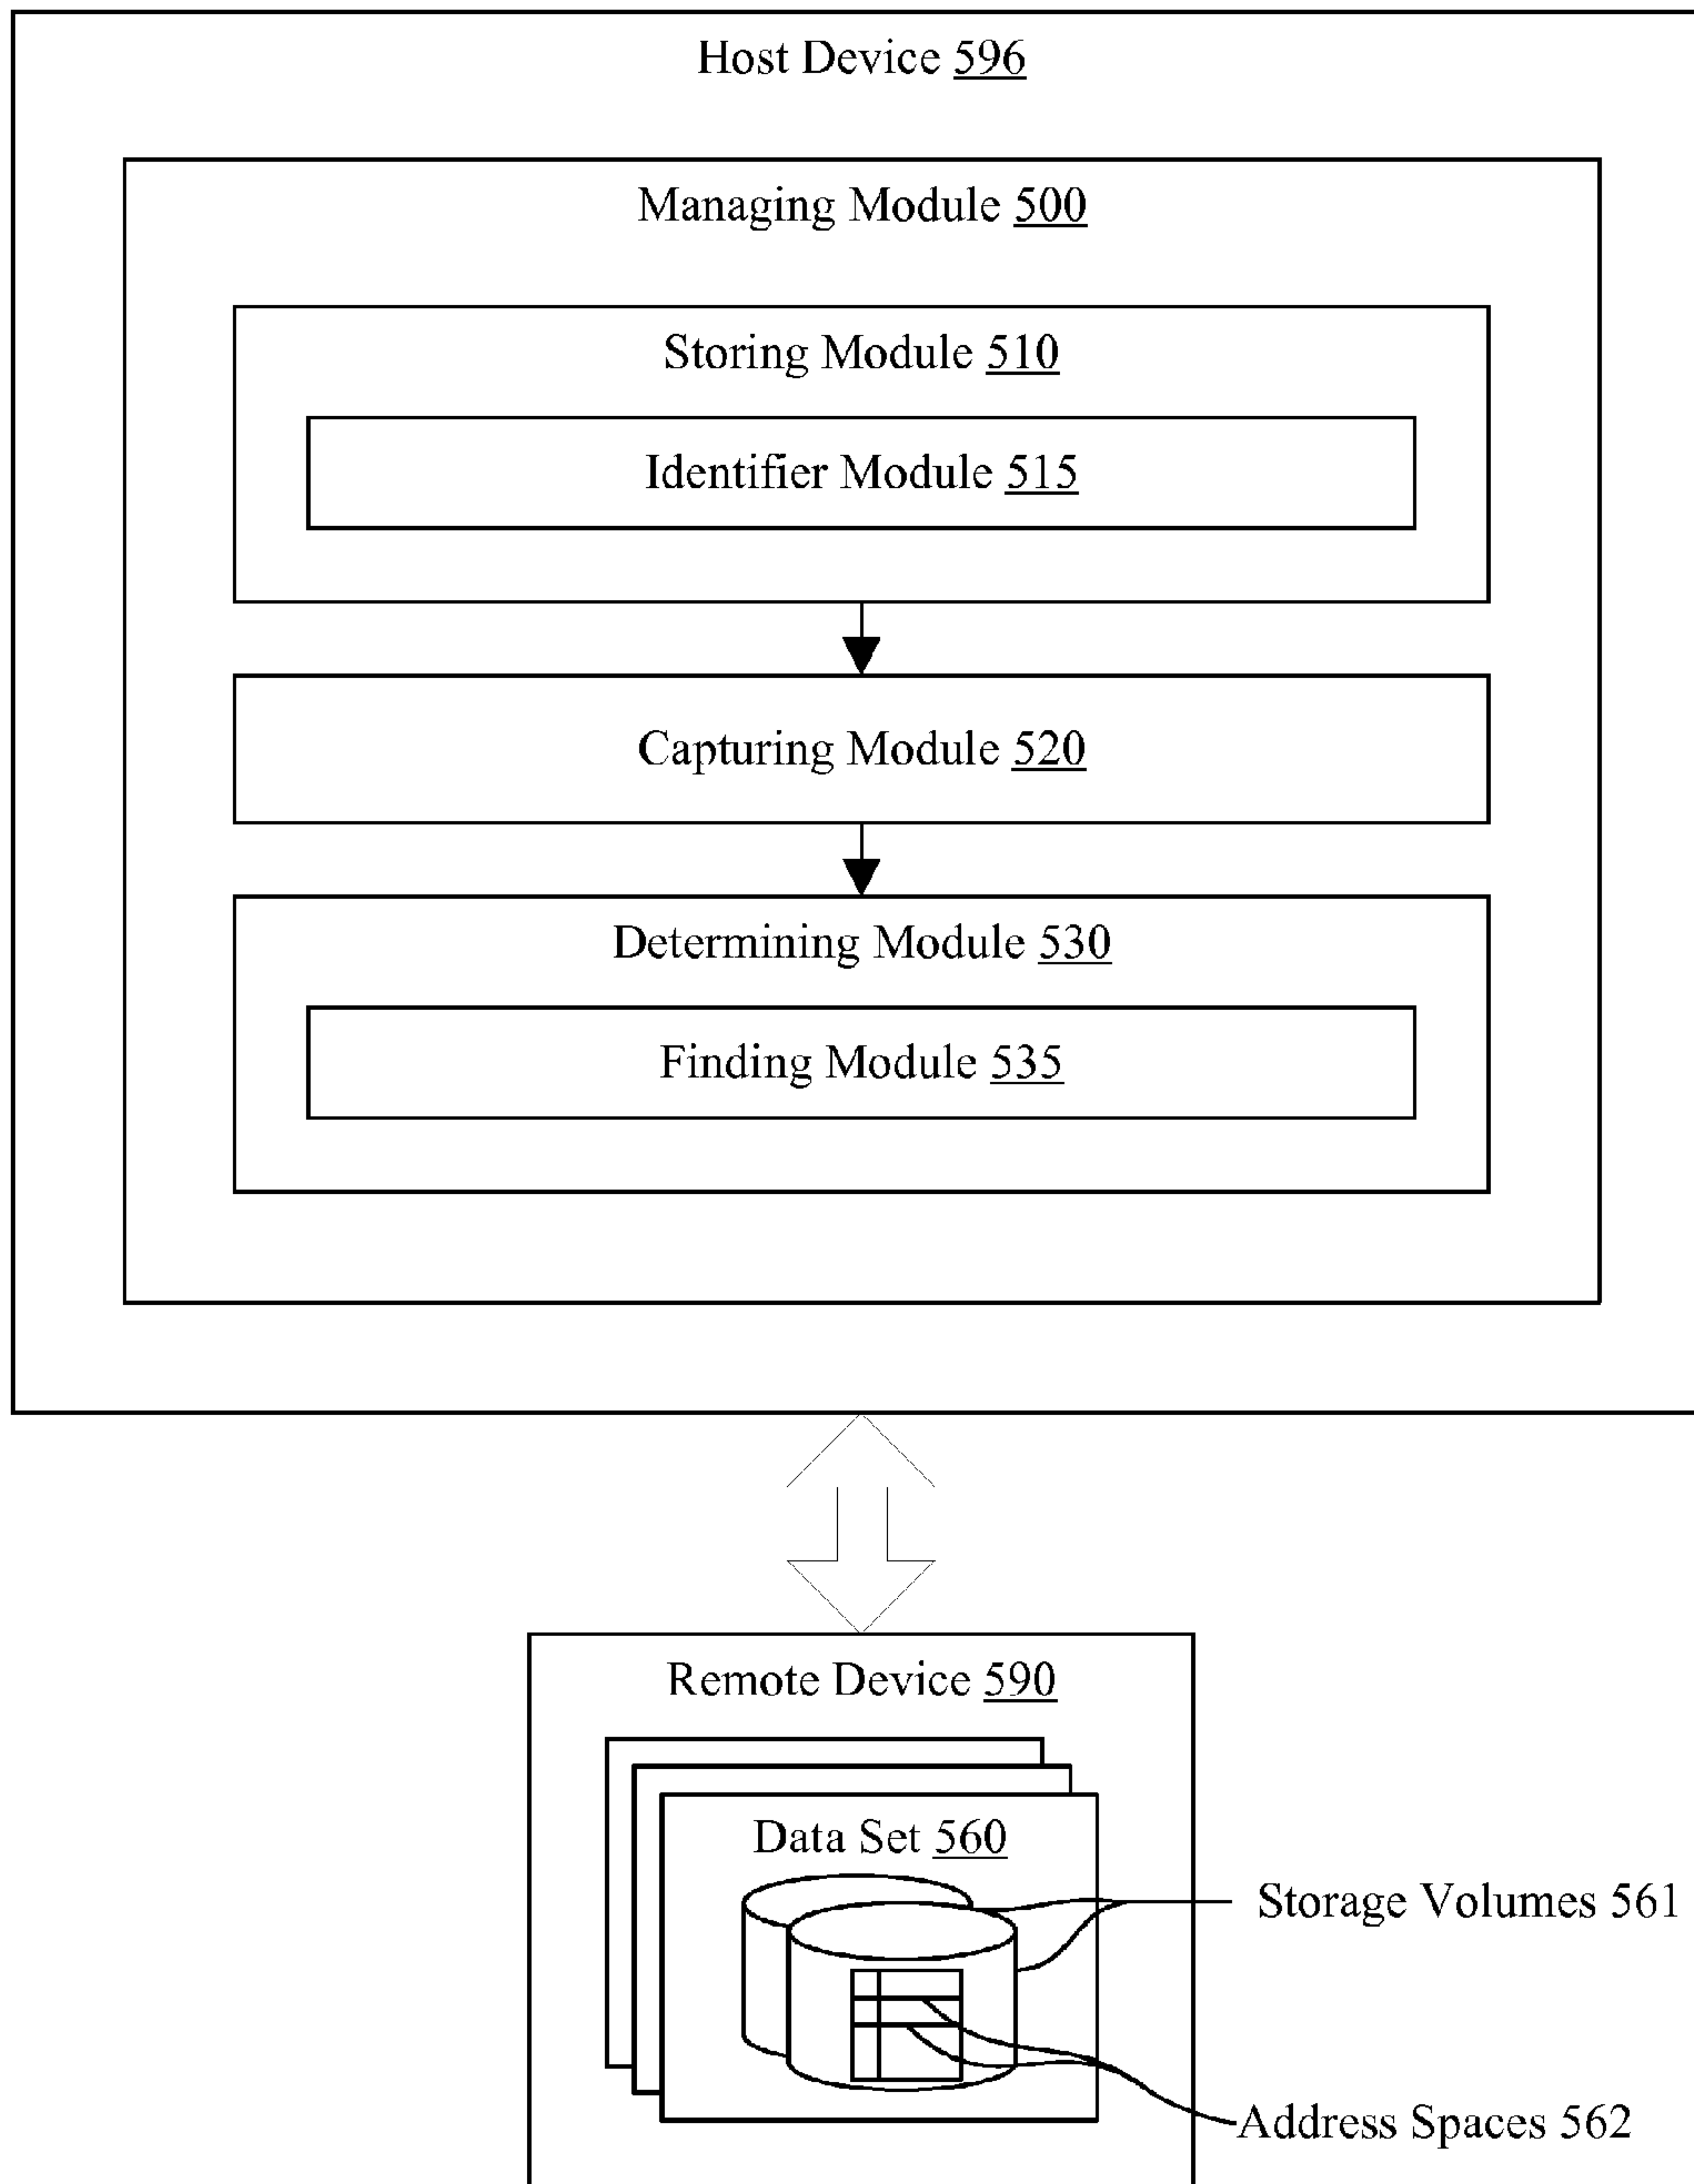 Host Device 596
Managing Module 500
Storing Module 510
Identifier Module 515
Capturing Module 520
Determining Module 530
Finding Module 535
Remote Device 590
Data Set 560
Storage Volumes 561
Address Spaces 562